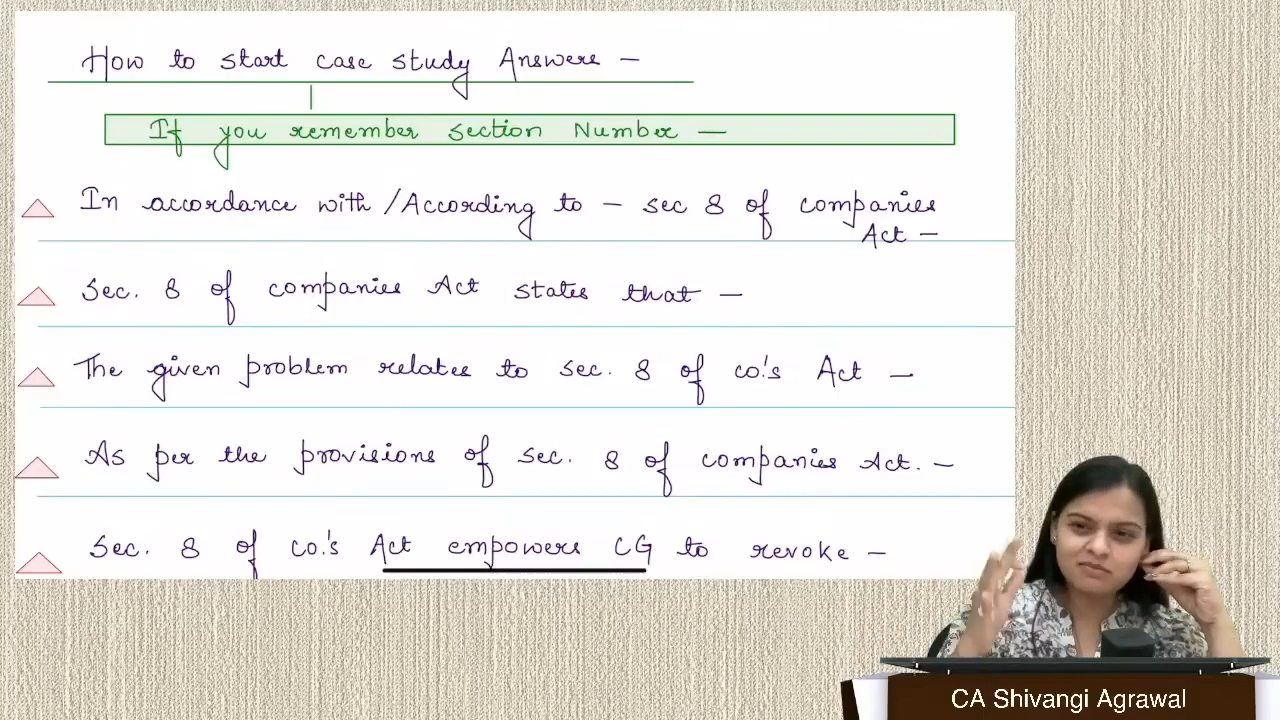 How to start case study Answers –
If you remember section Number –
In accordance with / According to – sec 8 of companies
Act –
Sec. 8 of companies Act states that –
The given problem relates to sec. 8 of co.'s Act –
As per the provisions of sec. 8 of companies Act. –
Sec. 8 of co.'s Act empowers CG to revoke –
CA Shivangi Agrawal